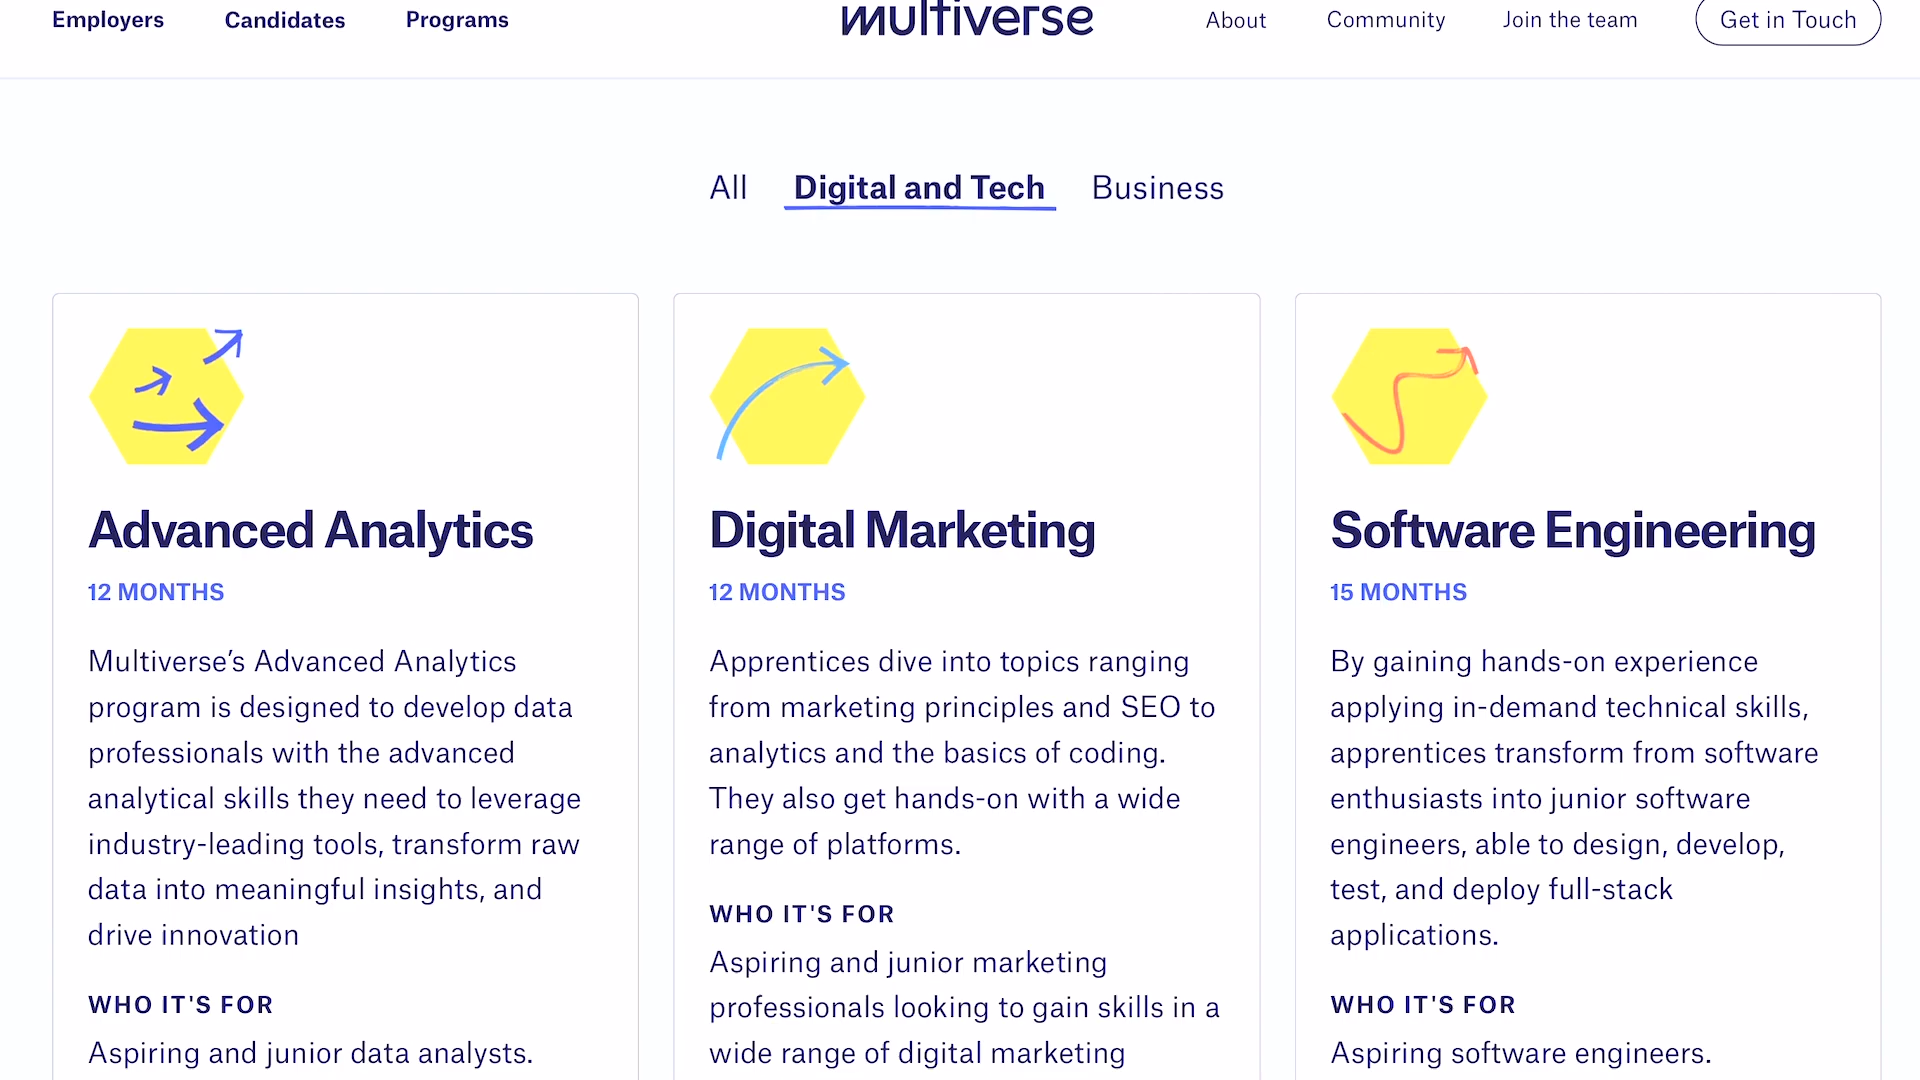 Employers Candidates Programs multiverse About Community Join the team Get in Touch
All Digital and Tech Business
Advanced Analytics
12 MONTHS
Multiverse’s Advanced Analytics
program is designed to develop data
professionals with the advanced
analytical skills they need to leverage
industry-leading tools, transform raw
data into meaningful insights, and
drive innovation
WHO IT'S FOR
Aspiring and junior data analysts.
Digital Marketing
12 MONTHS
Apprentices dive into topics ranging
from marketing principles and SEO to
analytics and the basics of coding.
They also get hands-on with a wide
range of platforms.
WHO IT'S FOR
Aspiring and junior marketing
professionals looking to gain skills in a
wide range of digital marketing
Software Engineering
15 MONTHS
By gaining hands-on experience
applying in-demand technical skills,
apprentices transform from software
enthusiasts into junior software
engineers, able to design, develop,
test, and deploy full-stack
applications.
WHO IT'S FOR
Aspiring software engineers.